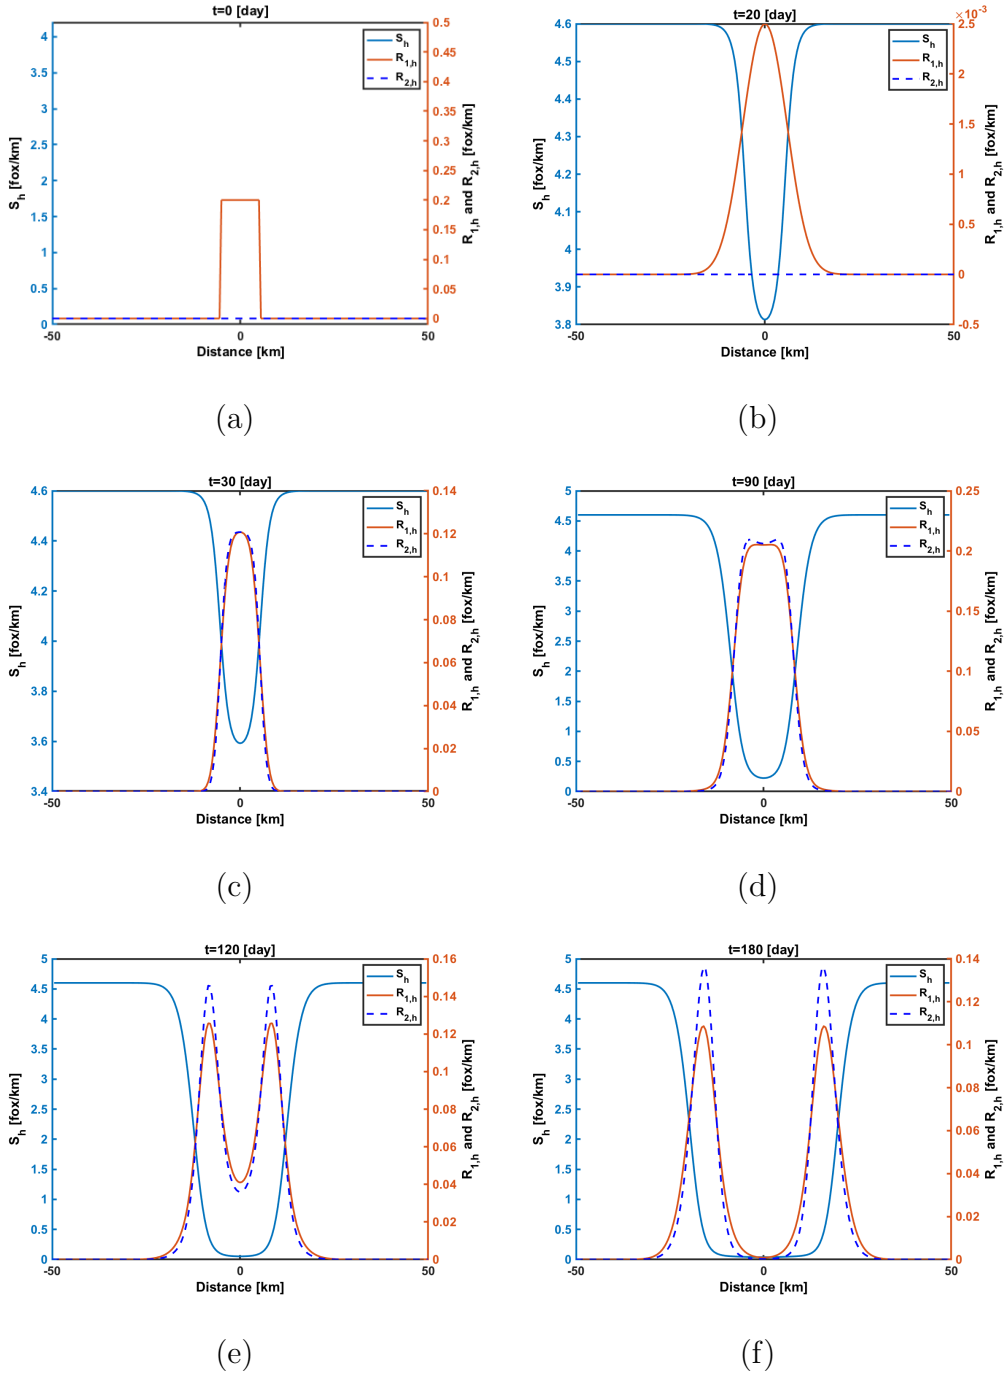 t=0 [day]
4
3.5
3
2.5
2
1.5
1
0.5
0
S_h [fox/km]
0.5
0.45
0.4
0.35
0.3
0.25
0.2
0.15
0.1
0.05
0
R_1,h and R_2,h [fox/km]
S_h
R_1,h
R_2,h
-50 0 50
Distance [km]
(a)
t=20 [day]
×10^-3
4.6
4.5
4.4
4.3
4.2
4.1
4
3.9
3.8
S_h [fox/km]
2.5
2
1.5
1
0.5
0
-0.5
R_1,h and R_2,h [fox/km]
S_h
R_1,h
R_2,h
-50 0 50
Distance [km]
(b)
t=30 [day]
4.6
4.4
4.2
4
3.8
3.6
3.4
S_h [fox/km]
0.14
0.12
0.1
0.08
0.06
0.04
0.02
0
R_1,h and R_2,h [fox/km]
S_h
R_1,h
R_2,h
-50 0 50
Distance [km]
(c)
t=90 [day]
5
4.5
4
3.5
3
2.5
2
1.5
1
0.5
0
S_h [fox/km]
0.25
0.2
0.15
0.1
0.05
0
R_1,h and R_2,h [fox/km]
S_h
R_1,h
R_2,h
-50 0 50
Distance [km]
(d)
t=120 [day]
5
4.5
4
3.5
3
2.5
2
1.5
1
0.5
0
S_h [fox/km]
0.16
0.14
0.12
0.1
0.08
0.06
0.04
0.02
0
R_1,h and R_2,h [fox/km]
S_h
R_1,h
R_2,h
-50 0 50
Distance [km]
(e)
t=180 [day]
5
4.5
4
3.5
3
2.5
2
1.5
1
0.5
0
S_h [fox/km]
0.14
0.12
0.1
0.08
0.06
0.04
0.02
0
R_1,h and R_2,h [fox/km]
S_h
R_1,h
R_2,h
-50 0 50
Distance [km]
(f)